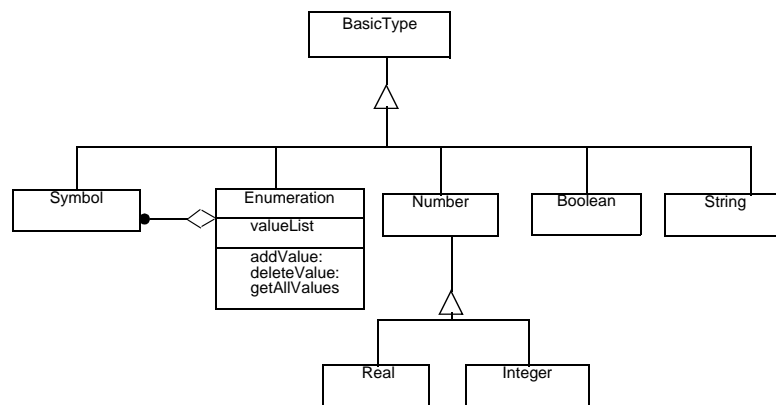 BasicType
Symbol
Enumeration
valueList
addValue:
deleteValue:
getAllValues
Number
Boolean
String
Real
Integer